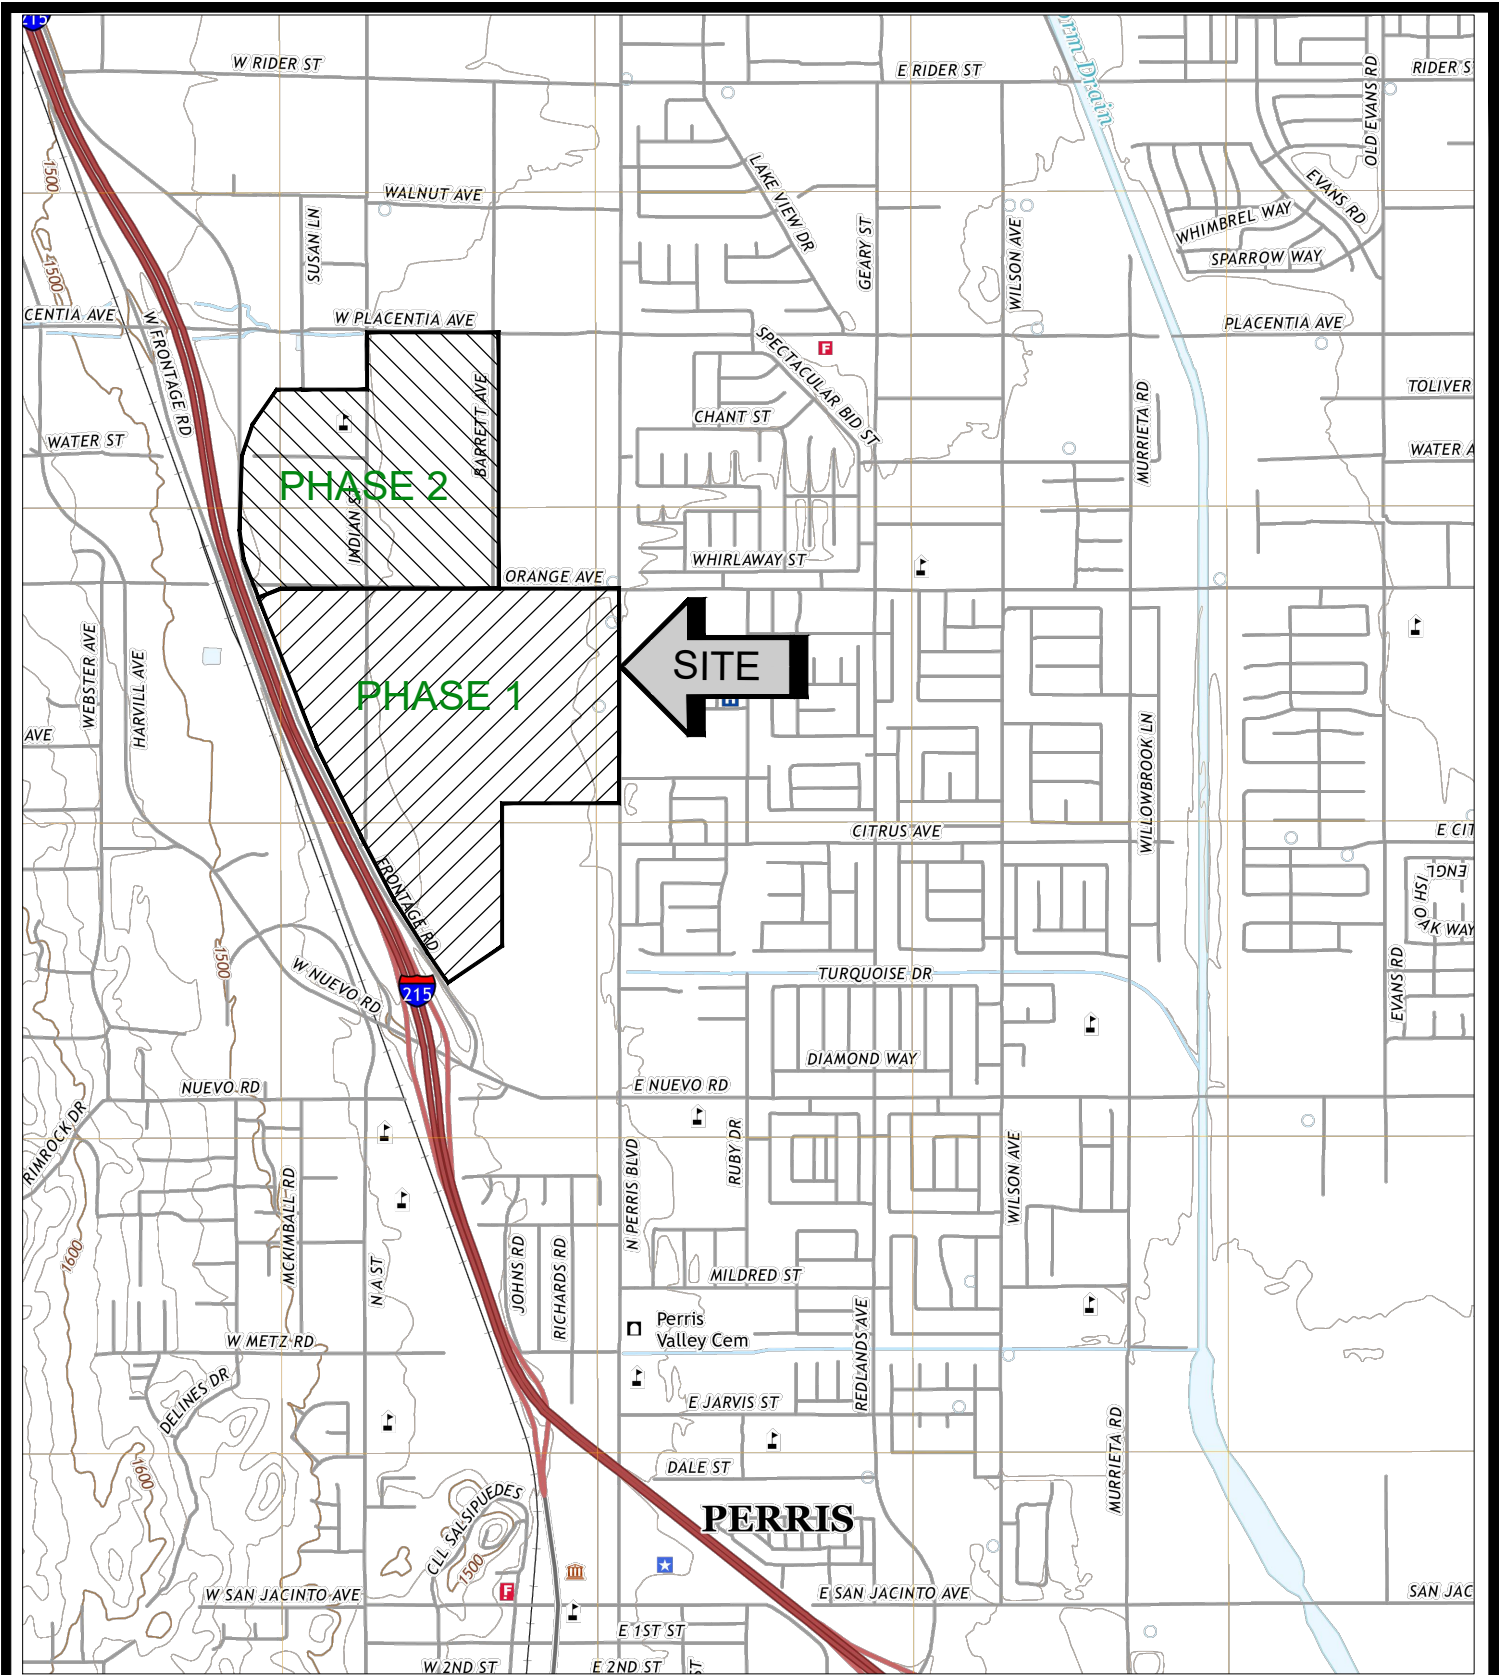 215
W RIDER ST
E RIDER ST
RIDER S
orm Drain
OLD EVANS RD
1500
WALNUT AVE
LAKE VIEW DR
EVANS RD
SUSAN LN
GEARY ST
WILSON AVE
WHIMBREL WAY
SPARROW WAY
1500
CENTIA AVE
W FRONTAGE RD
W PLACENTIA AVE
PLACENTIA AVE
SPECTACULAR BID ST
F
BARRETT AVE
MURRIETA RD
TOLIVER
CHANT ST
WATER ST
WATER A
PHASE 2
INDIAN S
WHIRLAWAY ST
ORANGE AVE
WEBSTER AVE
HARVILL AVE
SITE
PHASE 1
AVE
WILLOWBROOK LN
CITRUS AVE
E CIT
FRONTAGE RD
ENGL
ISH O
AK WAY
1500
W NUEVO RD
215
TURQUOISE DR
EVANS RD
DIAMOND WAY
NUEVO RD
E NUEVO RD
RIMROCK DR
N PERRIS BLVD
RUBY DR
WILSON AVE
MCKIMBALL RD
1600
N A ST
JOHNS RD
RICHARDS RD
MILDRED ST
Perris
Valley Cem
REDLANDS AVE
W METZ RD
DELINES DR
E JARVIS ST
MURRIETA RD
1600
DALE ST
CLL SALSIPUEDES
PERRIS
1500
F
W SAN JACINTO AVE
E SAN JACINTO AVE
SAN JAC
E 1ST ST
W 2ND ST
E 2ND ST
ST